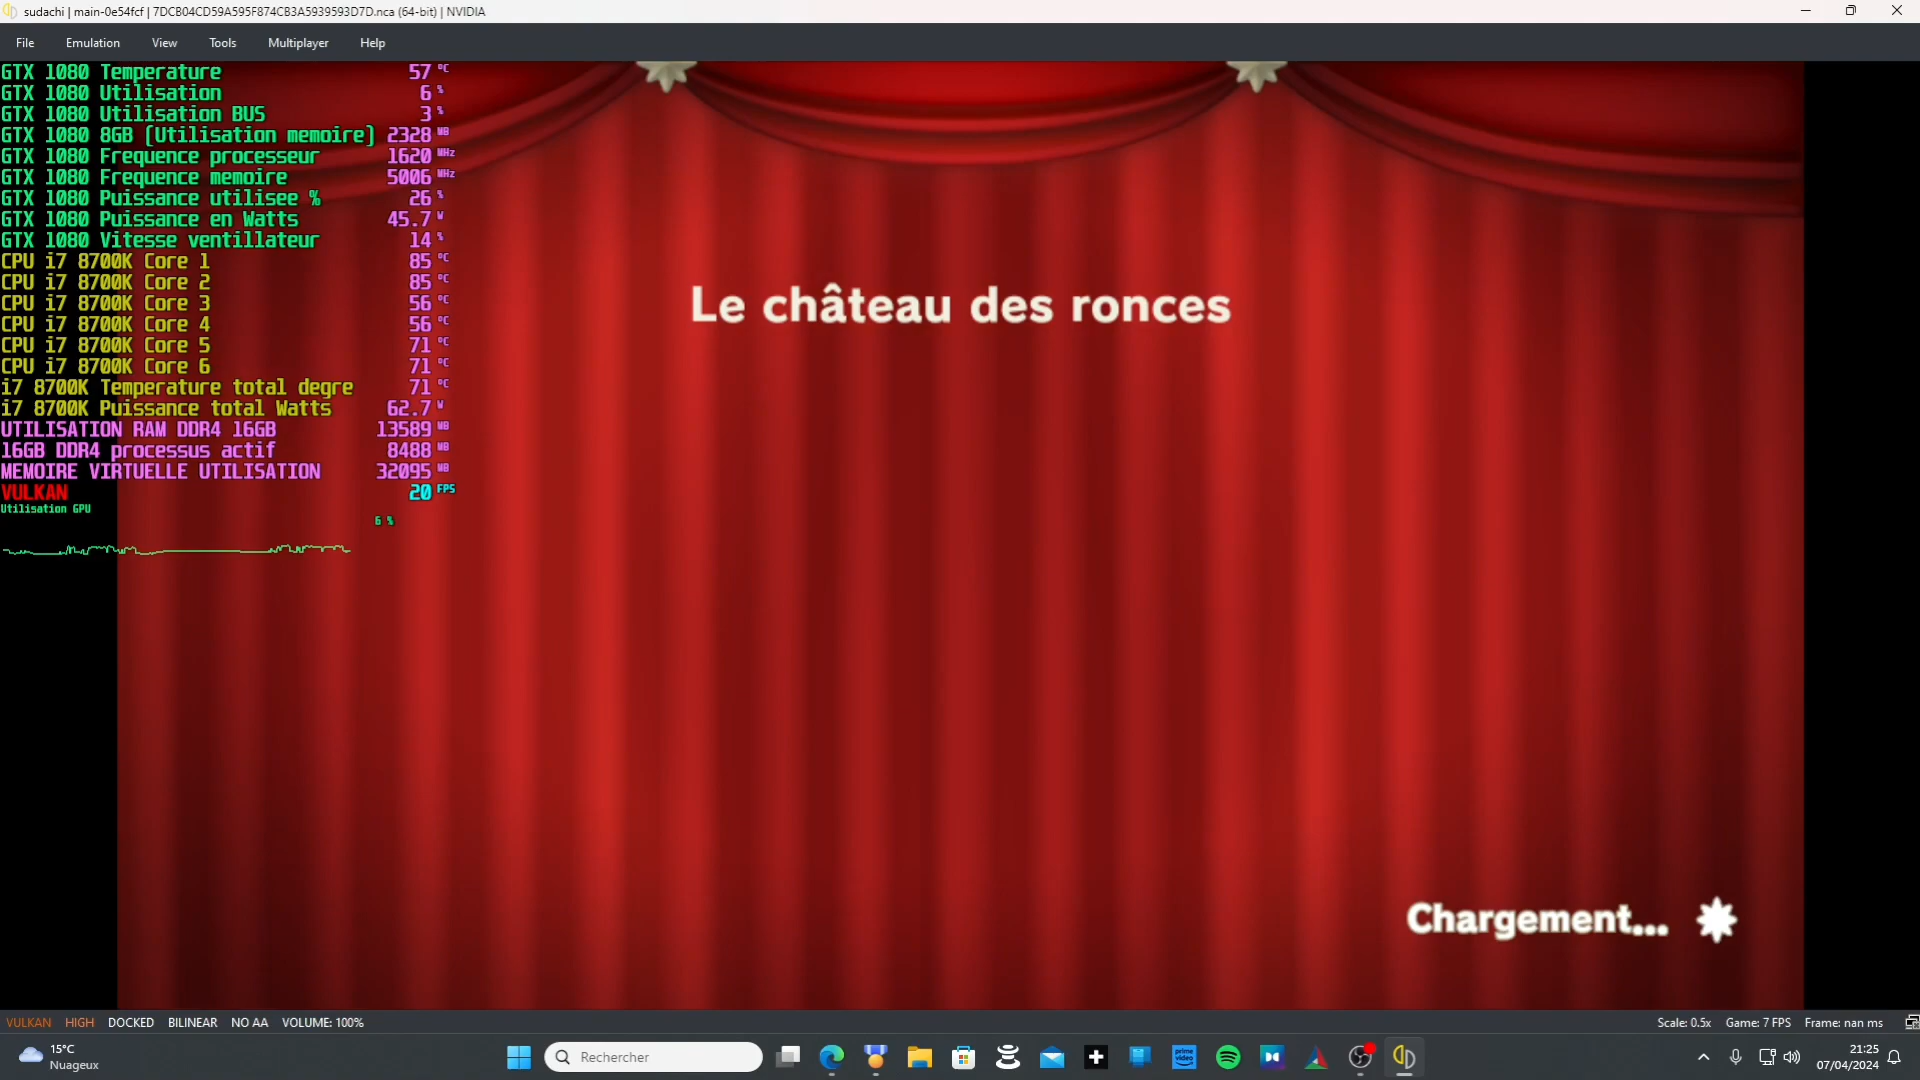 sudachi | main-0e54fcf | 7DCB04CD59A595F874CB3A5939593D7D.nca (64-bit) | NVIDIA
File Emulation View Tools Multiplayer Help
GTX 1080 Temperature 57 °C
GTX 1080 Utilisation 6 %
GTX 1080 Utilisation BUS 3 %
GTX 1080 8GB [Utilisation memoire] 2328 MB
GTX 1080 Frequence processeur 1620 MHz
GTX 1080 Frequence memoire 5006 MHz
GTX 1080 Puissance utilisee % 26 %
GTX 1080 Puissance en Watts 45.7 W
GTX 1080 Vitesse ventillateur 14 %
CPU i7 8700K Core 1 85 °C
CPU i7 8700K Core 2 85 °C
CPU i7 8700K Core 3 56 °C
CPU i7 8700K Core 4 56 °C
CPU i7 8700K Core 5 71 °C
CPU i7 8700K Core 6 71 °C
i7 8700K Temperature total degre 71 °C
i7 8700K Puissance total Watts 62.7 W
UTILISATION RAM DDR4 16GB 13589 MB
16GB DDR4 processus actif 8488 MB
MEMOIRE VIRTUELLE UTILISATION 32095 MB
VULKAN 20 FPS
Utilisation GPU
6 %
Le château des ronces
Chargement...
VULKAN HIGH DOCKED BILINEAR NO AA VOLUME: 100% Scale: 0.5x Game: 7 FPS Frame: nan ms
15°C
Nuageux
Rechercher
prime video
21:25
07/04/2024